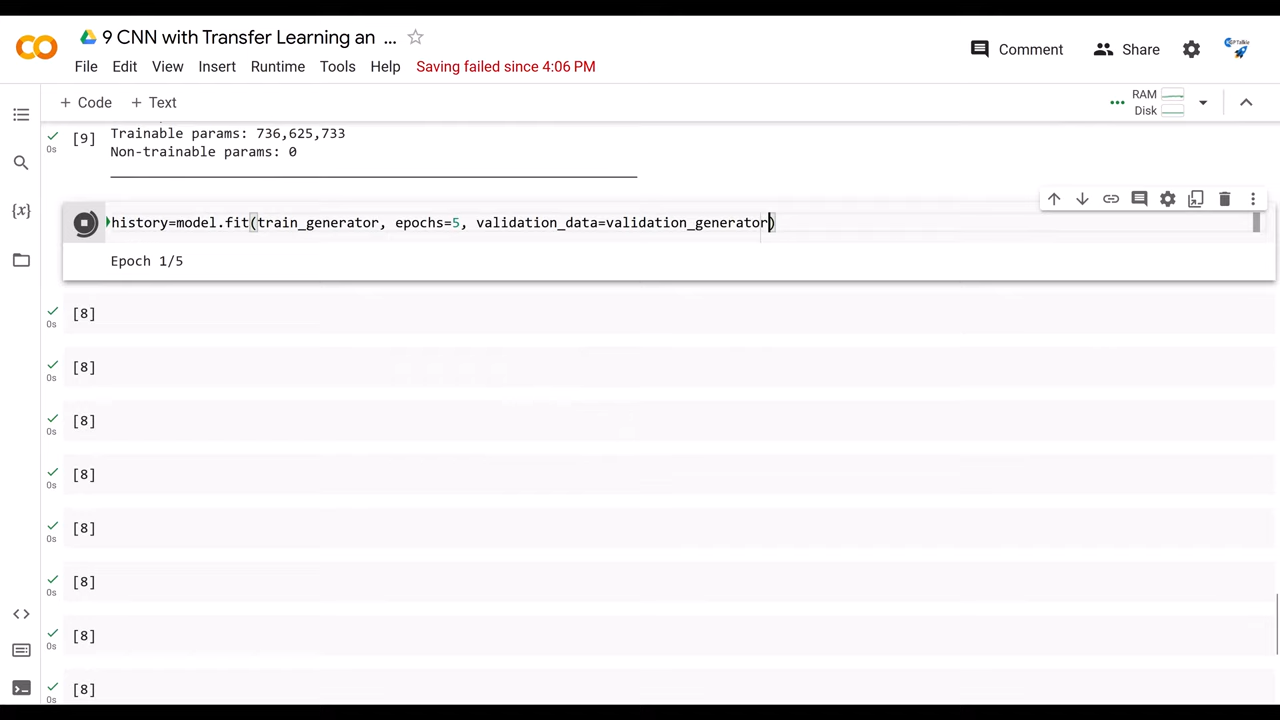 9 CNN with Transfer Learning an ...
File Edit View Insert Runtime Tools Help Saving failed since 4:06 PM
Comment Share
+ Code + Text
RAM
Disk
[9] Trainable params: 736,625,733
0s
Non-trainable params: 0
history=model.fit(train_generator, epochs=5, validation_data=validation_generator)
Epoch 1/5
[8]
0s
[8]
0s
[8]
0s
[8]
0s
[8]
0s
[8]
0s
[8]
0s
[8]
0s